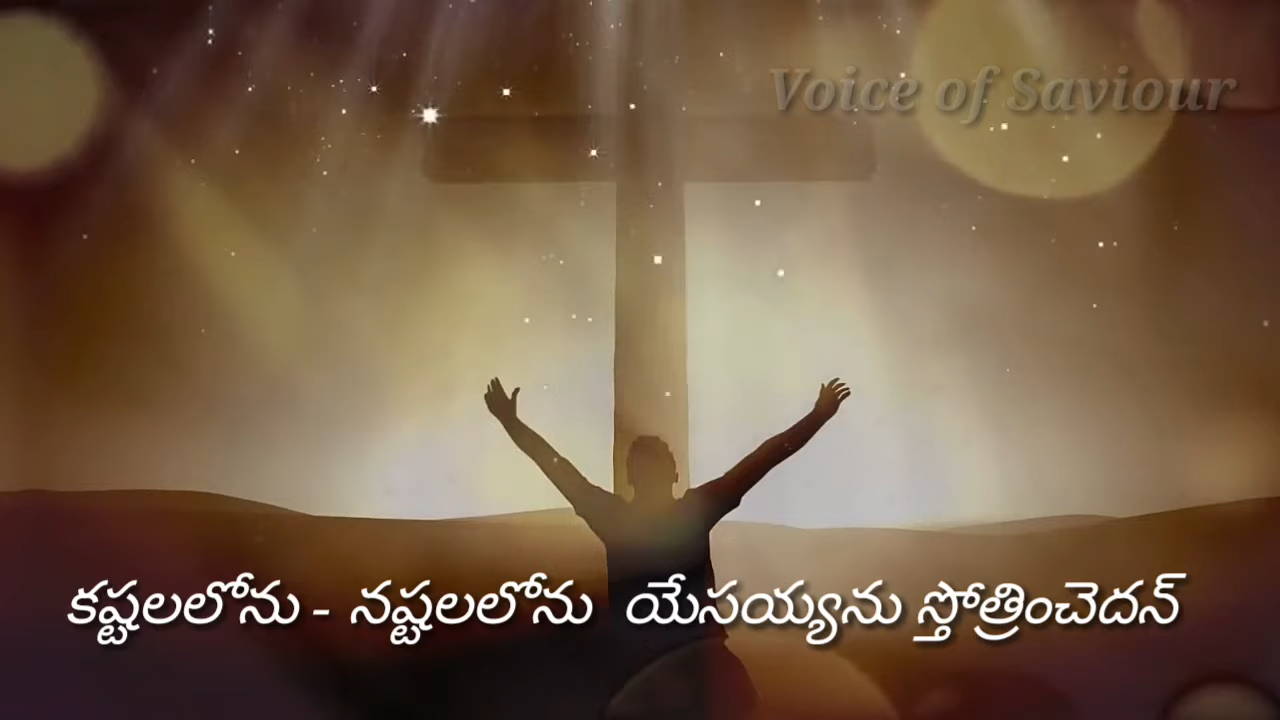 Voice of Saviour
కష్టలలోను - నష్టలలోను యేసయ్యను స్తోత్రించెదన్